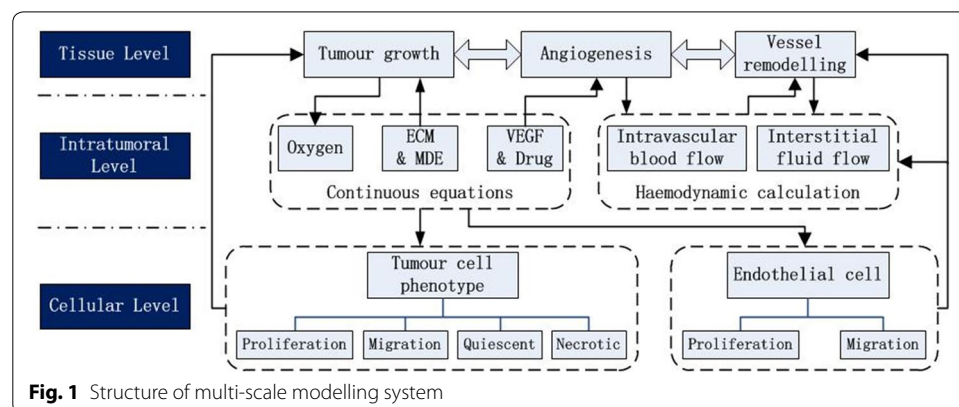 Tissue Level
Tumour growth
Angiogenesis
Vessel
remodelling
Intratumoral
Level
Oxygen
ECM
& MDE
VEGF
& Drug
Continuous equations
Intravascular
blood flow
Interstitial
fluid flow
Haemodynamic calculation
Cellular Level
Tumour cell
phenotype
Proliferation
Migration
Quiescent
Necrotic
Endothelial cell
Proliferation
Migration
Fig. 1 Structure of multi-scale modelling system